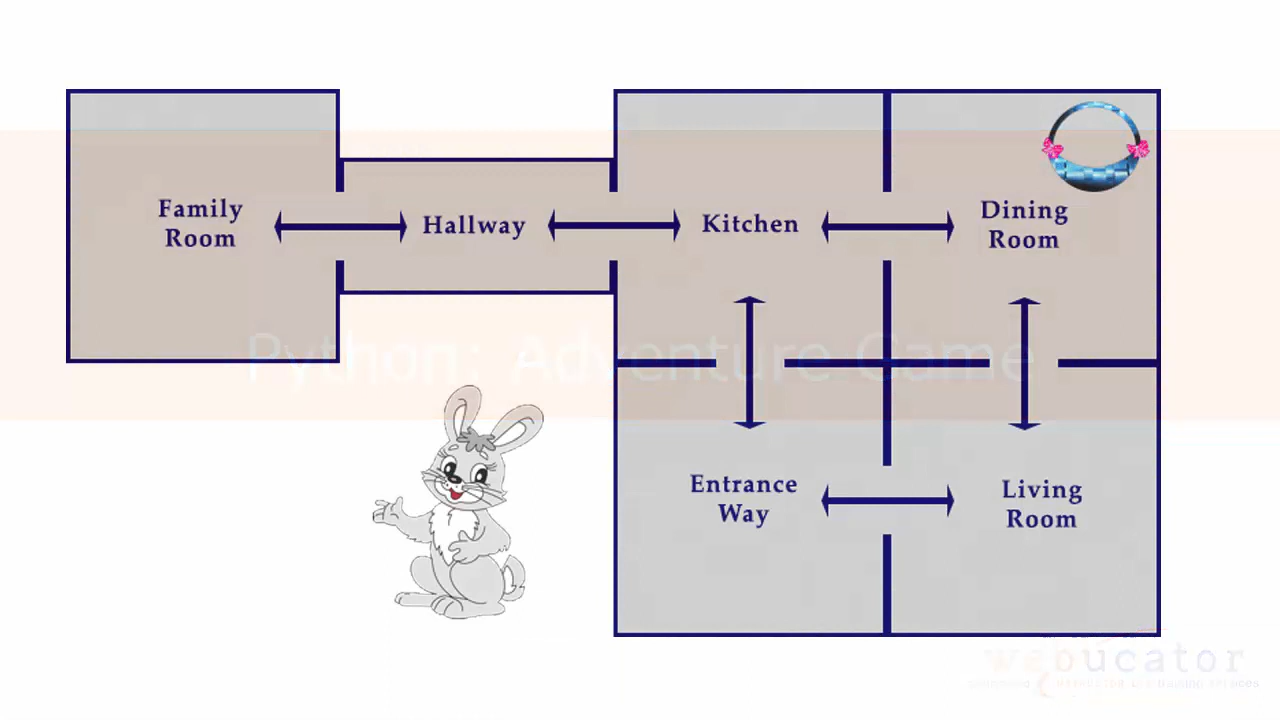 Family
Room
Hallway
Kitchen
Dining
Room
Python: Adventure Game
Entrance
Way
Living
Room
webucator